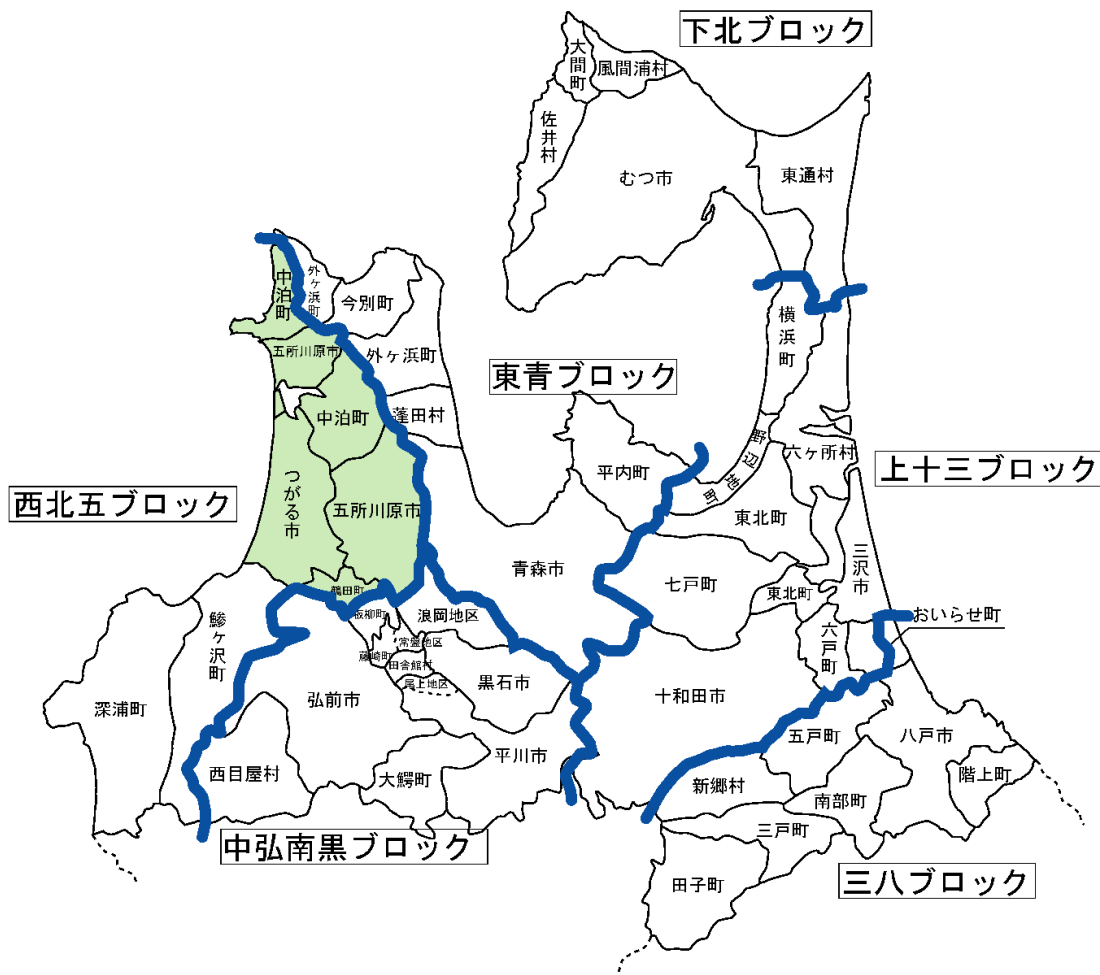 下北ブロック
大間町
風間浦村
佐井村
むつ市
東通村
中泊町
外ヶ浜町
今別町
横浜町
五所川原市
外ヶ浜町
東青ブロック
中泊町
蓬田村
野辺地町
六ヶ所村
平内町
上十三ブロック
西北五ブロック
つがる市
五所川原市
東北町
三沢市
青森市
七戸町
鶴田町
東北町
板柳町
浪岡地区
おいらせ町
鰺ヶ沢町
常盤地区
六戸町
藤崎町
田舎館村
尾上地区
黒石市
深浦町
弘前市
十和田市
五戸町
八戸市
西目屋村
大鰐町
平川市
新郷村
南部町
階上町
中弘南黒ブロック
三戸町
田子町
三八ブロック